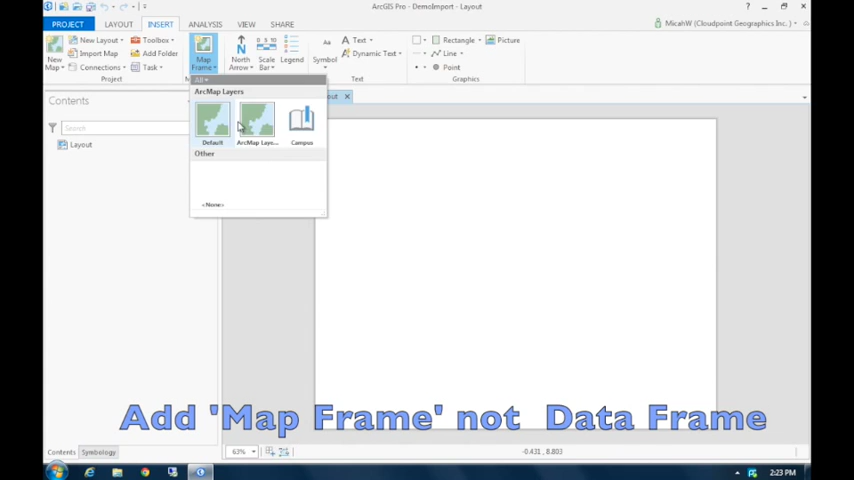 ArcGIS Pro - DemoImport - Layout
? _ × 
PROJECT LAYOUT INSERT ANALYSIS VIEW SHARE
MicahW (Cloudpoint Geographics Inc.)
New Layout Toolbox
Import Map Add Folder
Connections Task
New Map
Project
Map Frame
North Arrow
Scale Bar
Legend
Symbol
Text
Dynamic Text
Text
Rectangle Picture
Line
Point
Graphics
All
ArcMap Layers
Default ArcMap Laye... Campus
Other
<None>
Contents
Search
Layout
Add 'Map Frame' not Data Frame
63%
-0.431, 8.803
Contents Symbology
2:23 PM